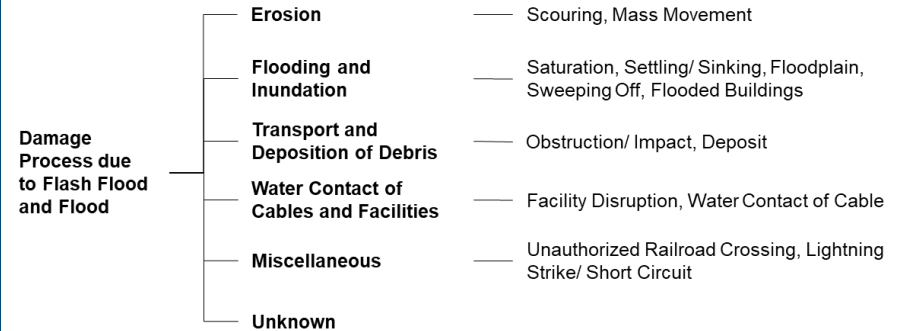 Damage
Process due
to Flash Flood
and Flood
Erosion
Scouring, Mass Movement
Flooding and
Inundation
Saturation, Settling/ Sinking, Floodplain,
Sweeping Off, Flooded Buildings
Transport and
Deposition of Debris
Obstruction/ Impact, Deposit
Water Contact of
Cables and Facilities
Facility Disruption, Water Contact of Cable
Miscellaneous
Unauthorized Railroad Crossing, Lightning
Strike/ Short Circuit
Unknown